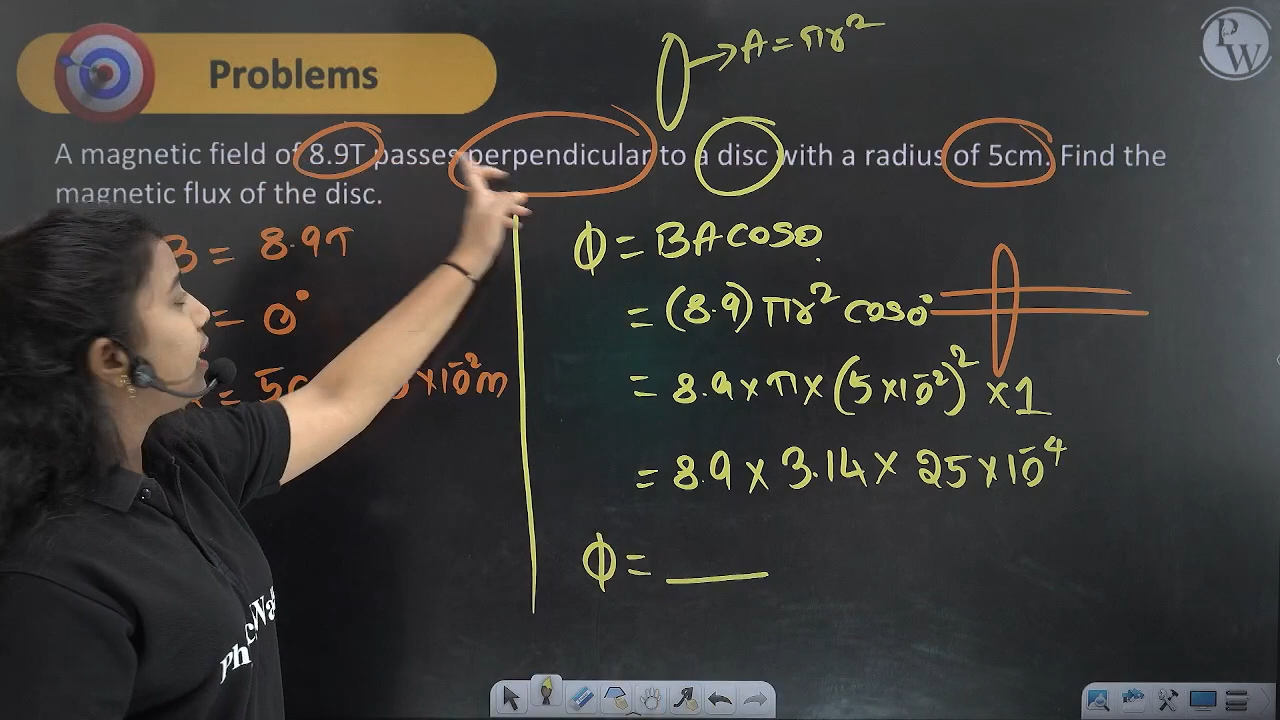 A = πr²
PW
Problems
A magnetic field of 8.9T passes perpendicular to a disc with a radius of 5cm. Find the
magnetic flux of the disc.
B = 8.9T
= 0°
= 5c ×10⁻²m
ϕ = BAcosθ
= (8.9) πr² cos0°
= 8.9 × π × (5×10⁻²)² × 1
= 8.9 × 3.14 × 25×10⁻⁴
ϕ = ____